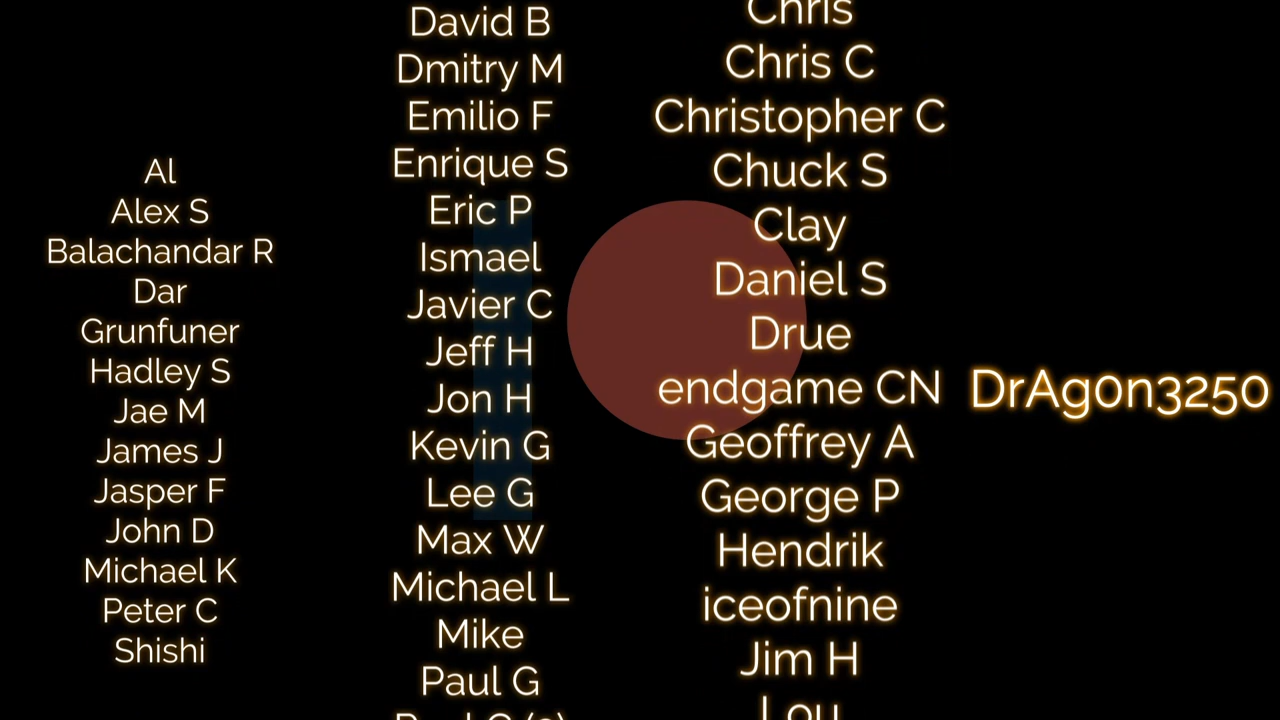 Al
Alex S
Balachandar R
Dar
Grunfuner
Hadley S
Jae M
James J
Jasper F
John D
Michael K
Peter C
Shishi
David B
Dmitry M
Emilio F
Enrique S
Eric P
Ismael
Javier C
Jeff H
Jon H
Kevin G
Lee G
Max W
Michael L
Mike
Paul G
Chris
Chris C
Christopher C
Chuck S
Clay
Daniel S
Drue
endgame CN
Geoffrey A
George P
Hendrik
iceofnine
Jim H
Lou
DrAg0n3250